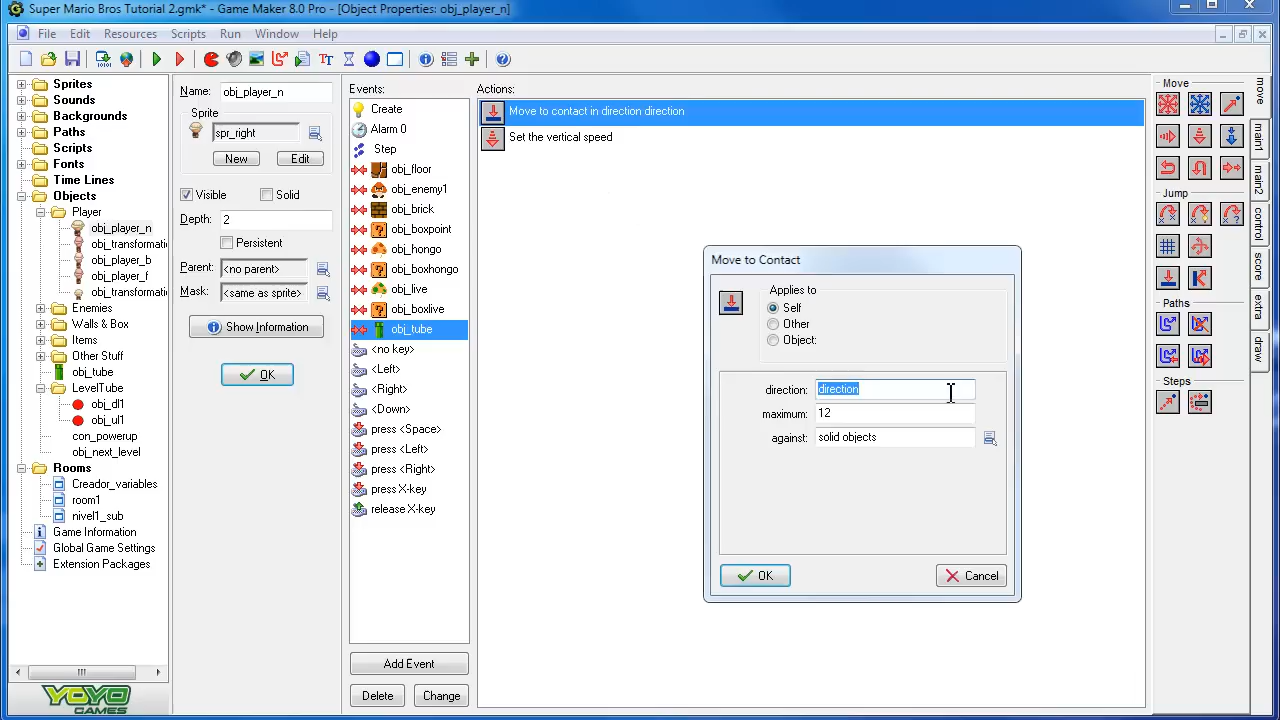 Super Mario Bros Tutorial 2.gmk* - Game Maker 8.0 Pro - [Object Properties: obj_player_n]
File Edit Resources Scripts Run Window Help
Sprites
Sounds
Backgrounds
Paths
Scripts
Fonts
Time Lines
Objects
Player
obj_player_n
obj_transformatio
obj_player_b
obj_player_f
obj_transformatio
Enemies
Walls & Box
Items
Other Stuff
obj_tube
LevelTube
obj_dl1
obj_ul1
con_powerup
obj_next_level
Rooms
Creador_variables
room1
nivel1_sub
Game Information
Global Game Settings
Extension Packages
YOYO
GAMES
Name: obj_player_n
Sprite
spr_right
New Edit
Visible Solid
Depth: 2
Persistent
Parent: <no parent>
Mask: <same as sprite>
Show Information
OK
Events:
Create
Alarm 0
Step
obj_floor
obj_enemy1
obj_brick
obj_boxpoint
obj_hongo
obj_boxhongo
obj_live
obj_boxlive
obj_tube
<no key>
<Left>
<Right>
<Down>
press <Space>
press <Left>
press <Right>
press X-key
release X-key
Add Event
Delete Change
Actions:
Move to contact in direction direction
Set the vertical speed
Move to Contact
Applies to
Self
Other
Object:
direction: direction
maximum: 12
against: solid objects
OK Cancel
Move
Jump
Paths
Steps
move
main1
main2
control
score
extra
draw